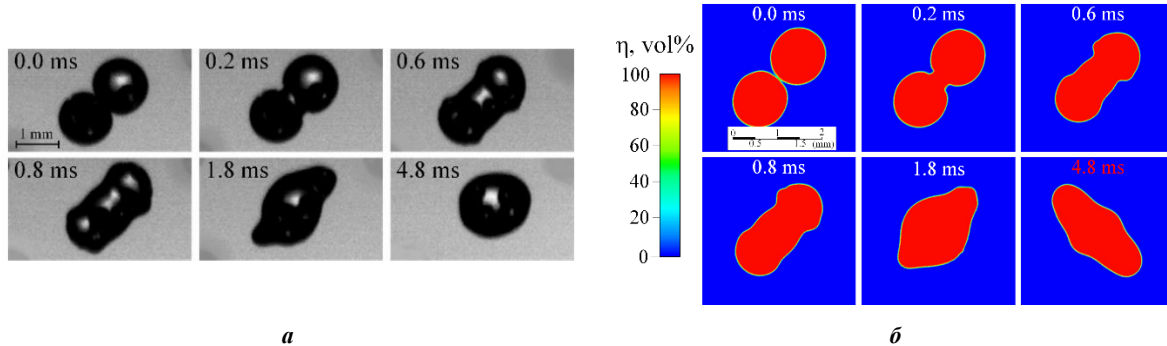 0.0 ms
0.2 ms
0.6 ms
1 mm
0.8 ms
1.8 ms
4.8 ms
а
η, vol%
100
80
60
40
20
0
0.0 ms
0.2 ms
0.6 ms
0 1 2
0.5 1.5 (mm)
0.8 ms
1.8 ms
4.8 ms
б